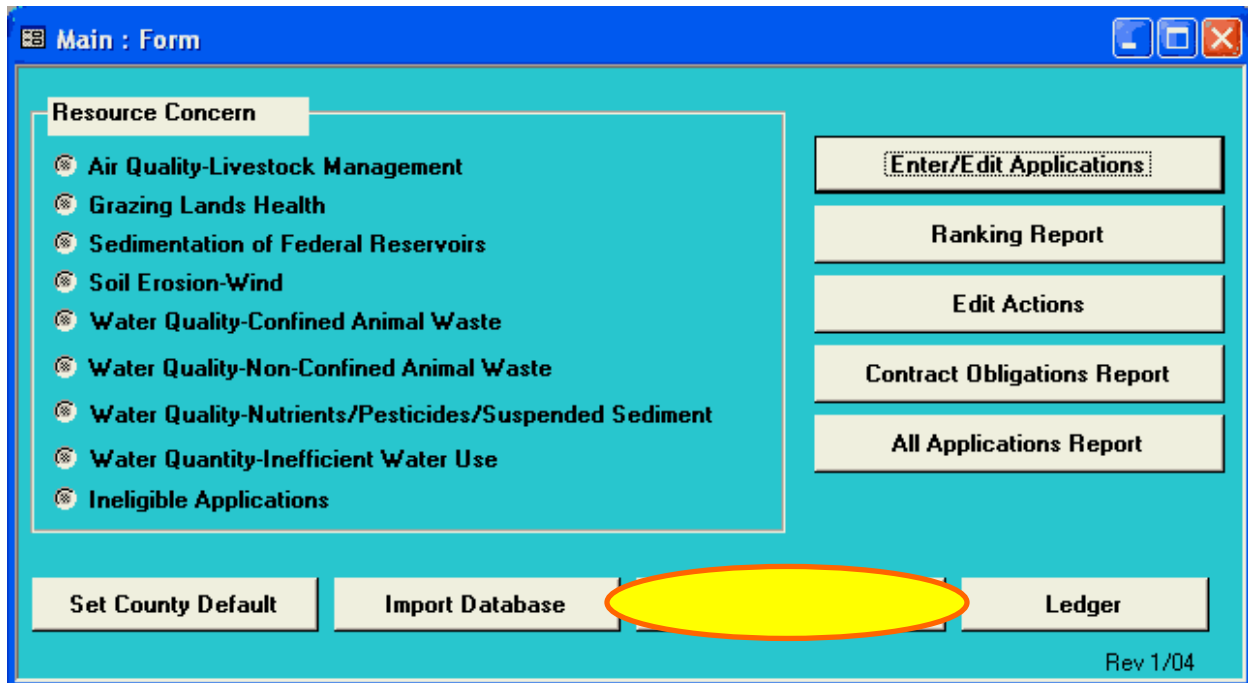 Main : Form
Resource Concern
Air Quality-Livestock Management
Grazing Lands Health
Sedimentation of Federal Reservoirs
Soil Erosion-Wind
Water Quality-Confined Animal Waste
Water Quality-Non-Confined Animal Waste
Water Quality-Nutrients/Pesticides/Suspended Sediment
Water Quantity-Inefficient Water Use
Ineligible Applications
Enter/Edit Applications
Ranking Report
Edit Actions
Contract Obligations Report
All Applications Report
Set County Default
Import Database
Ledger
Rev 1/04